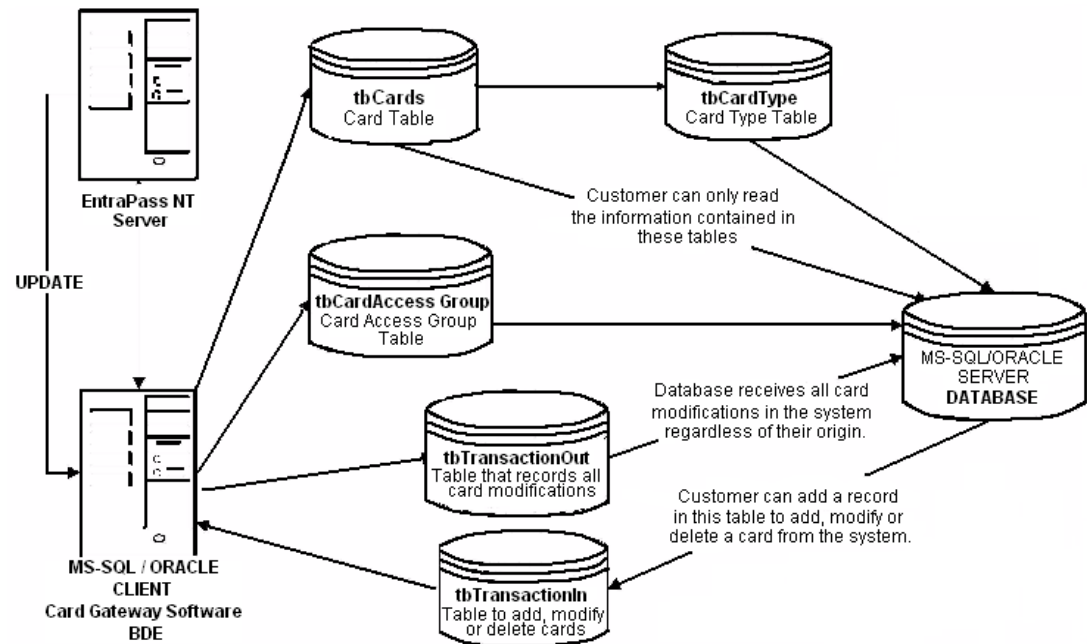 tbCards
Card Table
tbCardType
Card Type Table
EntraPass NT
Server
Customer can only read
the information contained in
these tables
UPDATE
tbCardAccess Group
Card Access Group
Table
MS-SQL/ORACLE
SERVER
DATABASE
Database receives all card
modifications in the system
regardless of their origin.
tbTransactionOut
Table that records all
card modifications
Customer can add a record
in this table to add, modify or
delete a card from the system.
MS-SQL / ORACLE
CLIENT
Card Gateway Software
BDE
tbTransactionIn
Table to add, modify
or delete cards